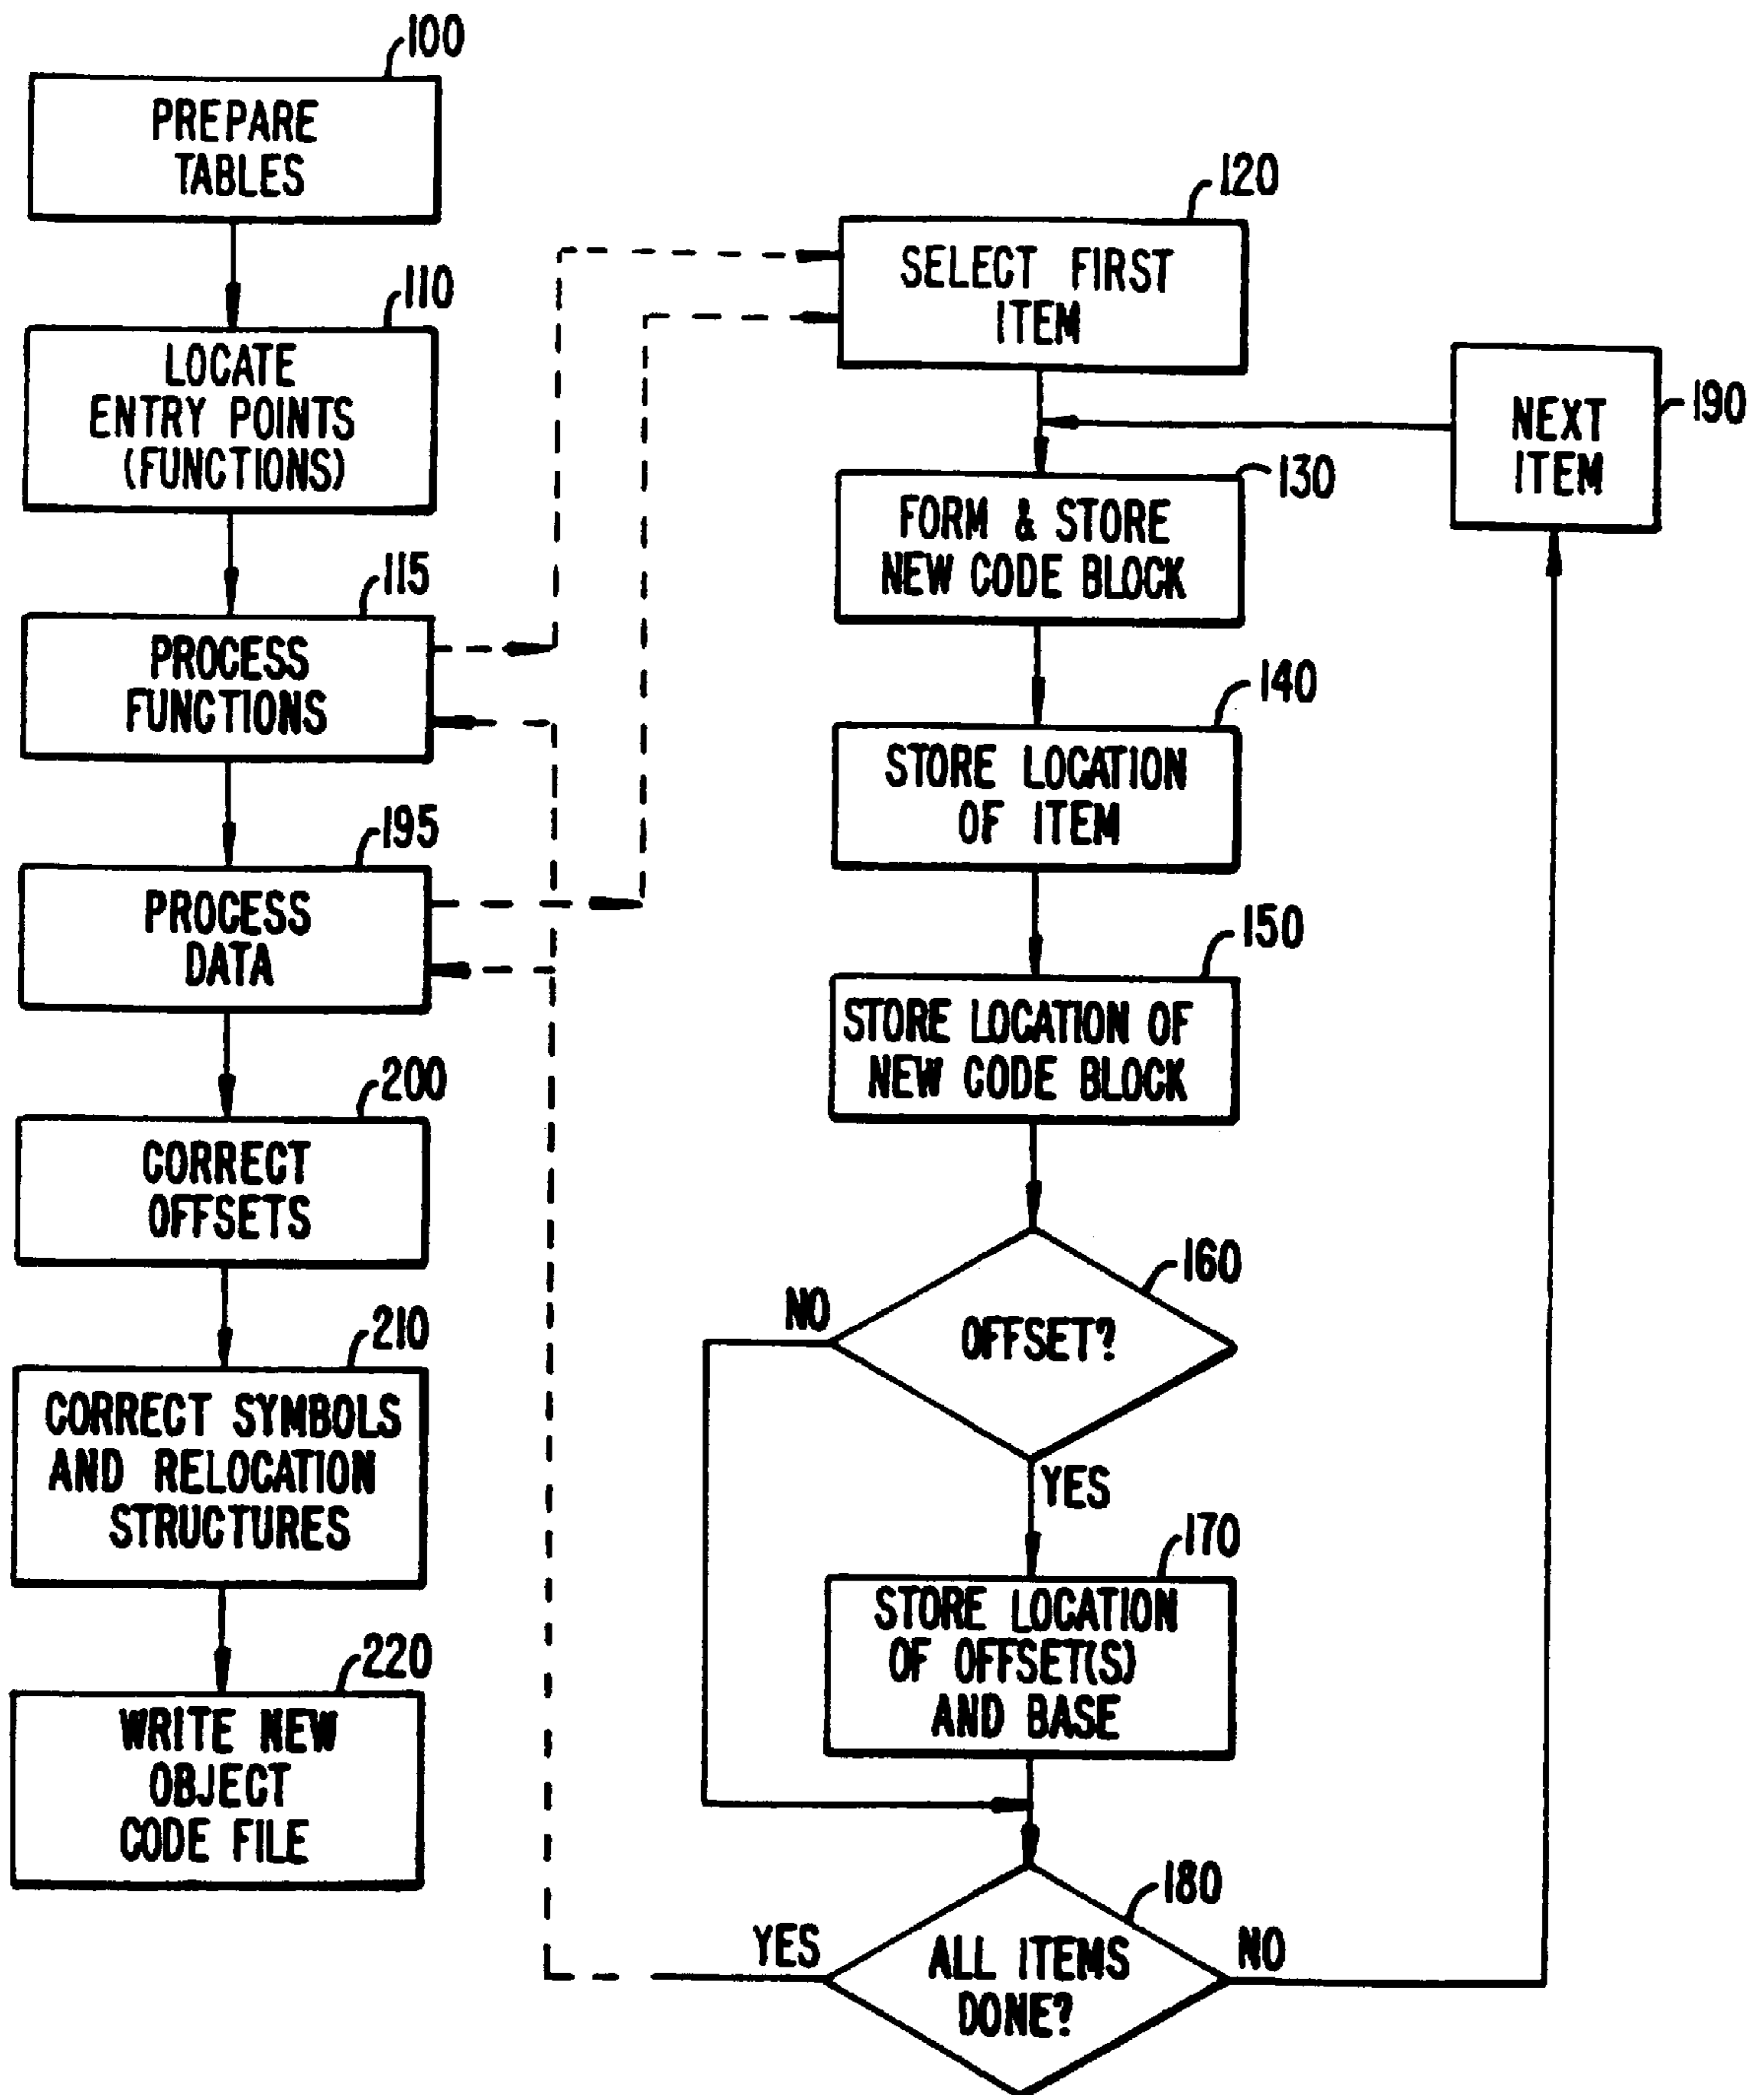 100
PREPARE
TABLES
110
LOCATE
ENTRY POINTS
(FUNCTIONS)
115
PROCESS
FUNCTIONS
195
PROCESS
DATA
200
CORRECT
OFFSETS
210
CORRECT SYMBOLS
AND RELOCATION
STRUCTURES
220
WRITE NEW
OBJECT
CODE FILE
120
SELECT FIRST
ITEM
130
FORM & STORE
NEW CODE BLOCK
140
STORE LOCATION
OF ITEM
150
STORE LOCATION OF
NEW CODE BLOCK
160
OFFSET?
NO
YES
170
STORE LOCATION
OF OFFSET(S)
AND BASE
180
ALL ITEMS
DONE?
YES
NO
190
NEXT
ITEM